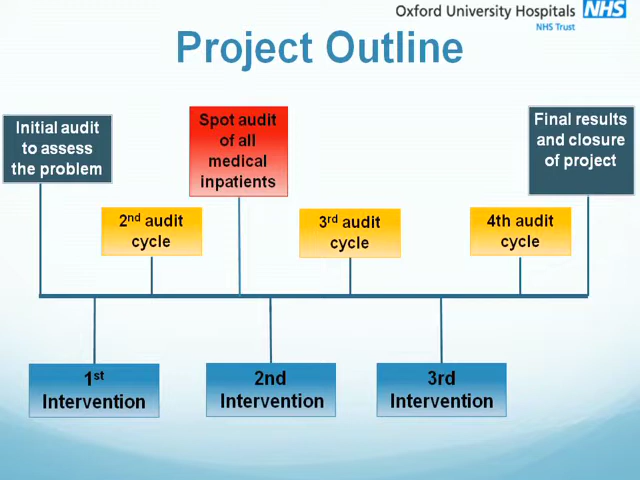 Oxford University Hospitals NHS
NHS Trust
Project Outline
Initial audit
to assess
the problem
Spot audit
of all
medical
inpatients
Final results
and closure
of project
2nd audit
cycle
3rd audit
cycle
4th audit
cycle
1st
Intervention
2nd
Intervention
3rd
Intervention